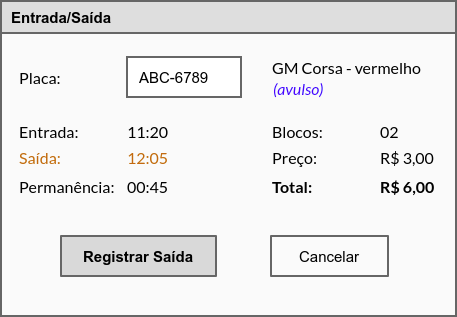 Entrada/Saída
Placa: ABC-6789 GM Corsa - vermelho
(avulso)
Entrada: 11:20 Blocos: 02
Saída: 12:05 Preço: R$ 3,00
Permanência: 00:45 Total: R$ 6,00
Registrar Saída Cancelar